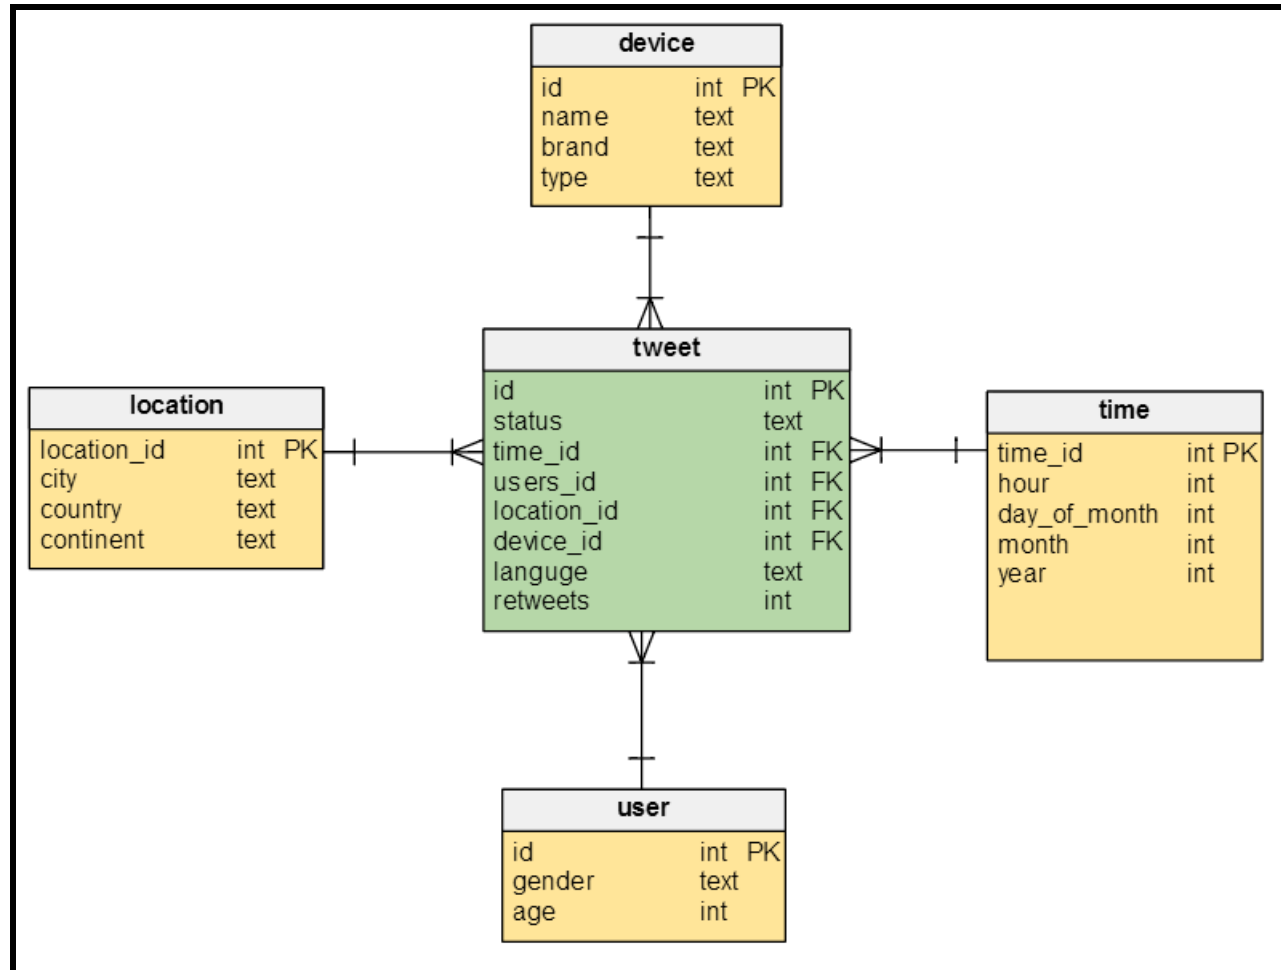 device
id int PK
name text
brand text
type text
tweet
id int PK
status text
time_id int FK
users_id int FK
location_id int FK
device_id int FK
languge text
retweets int
location
location_id int PK
city text
country text
continent text
time
time_id int PK
hour int
day_of_month int
month int
year int
user
id int PK
gender text
age int